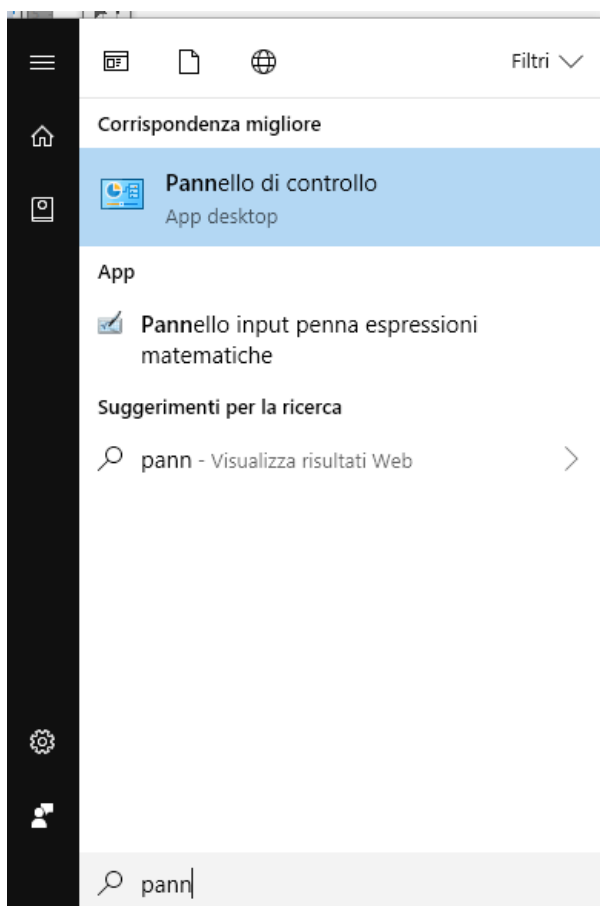 Filtri
Corrispondenza migliore
Pannello di controllo
App desktop
App
Pannello input penna espressioni
matematiche
Suggerimenti per la ricerca
pann - Visualizza risultati Web
pann